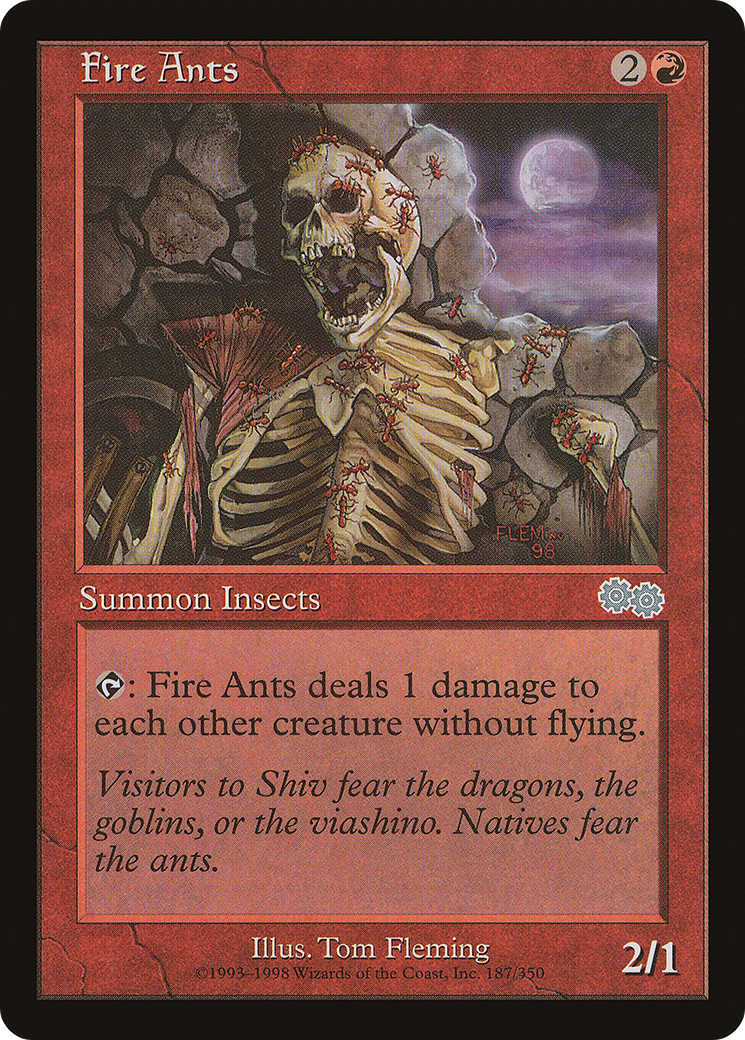 Fire Ants 2
FLEMING
98
Summon Insects
: Fire Ants deals 1 damage to
each other creature without flying.
Visitors to Shiv fear the dragons, the
goblins, or the viashino. Natives fear
the ants.
Illus. Tom Fleming
©1993–1998 Wizards of the Coast, Inc. 187/350
2/1